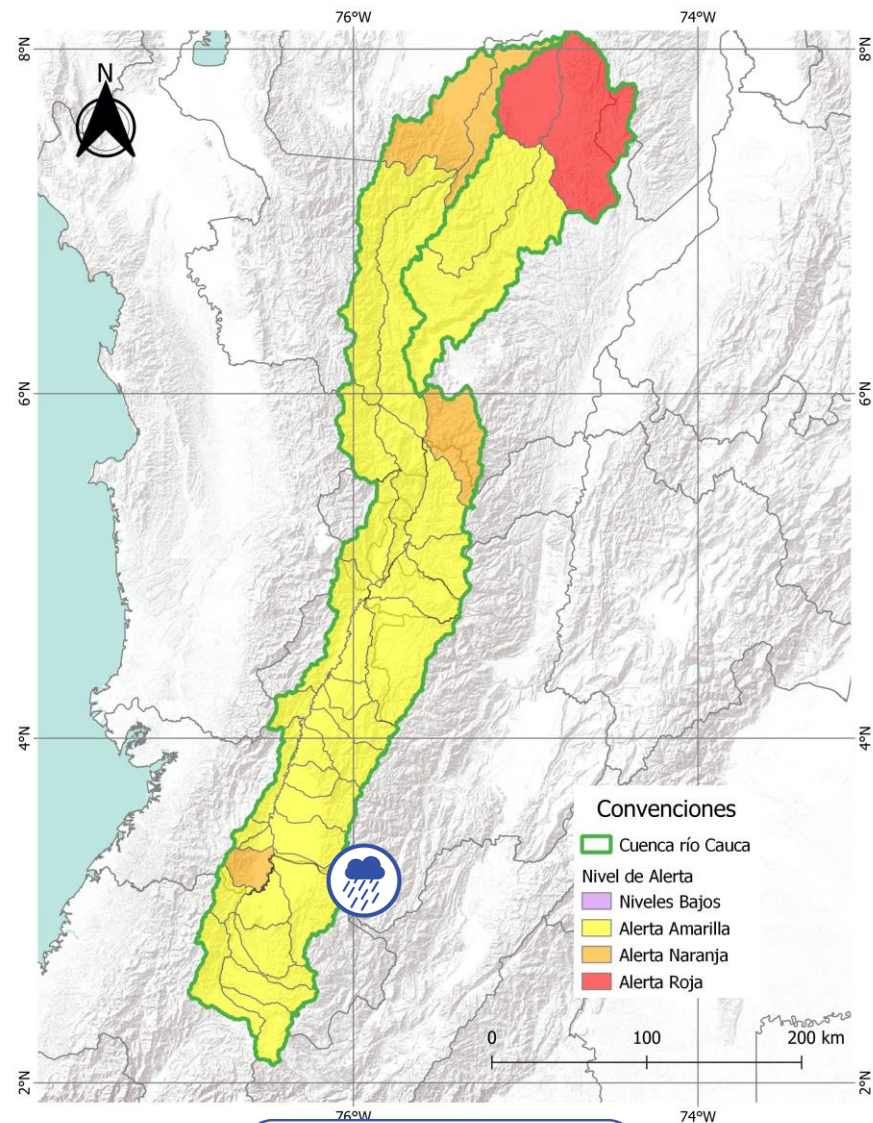 76°W 74°W
8°N 8°N
N
6°N 6°N
4°N 4°N
Convenciones
Cuenca río Cauca
Nivel de Alerta
Niveles Bajos
Alerta Amarilla
Alerta Naranja
Alerta Roja
0 100 200 km
2°N 2°N
76°W 74°W